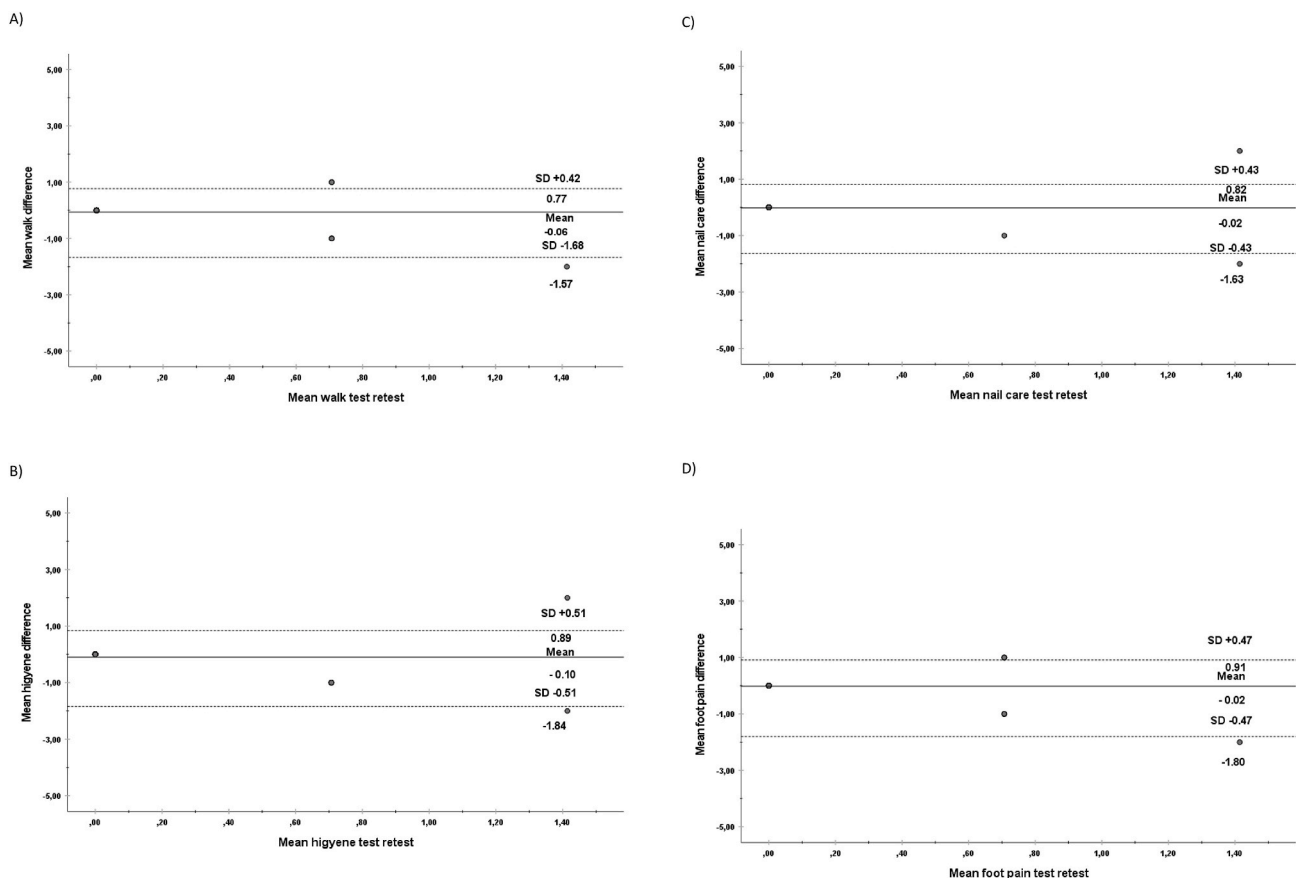 A)
5,00
3,00
1,00
-1,00
-3,00
-5,00
Mean walk difference
SD +0.42
0.77
Mean
-0.06
SD -1.68
-1.57
,00 ,20 ,40 ,60 ,80 1,00 1,20 1,40
Mean walk test retest
C)
5,00
3,00
1,00
-1,00
-3,00
-5,00
Mean nail care difference
SD +0.43
0.82
Mean
-0.02
SD -0.43
-1.63
,00 ,20 ,40 ,60 ,80 1,00 1,20 1,40
Mean nail care test retest
B)
5,00
3,00
1,00
-1,00
-3,00
-5,00
Mean higyene difference
SD +0.51
0.89
Mean
- 0.10
SD -0.51
-1.84
,00 ,20 ,40 ,60 ,80 1,00 1,20 1,40
Mean higyene test retest
D)
5,00
3,00
1,00
-1,00
-3,00
-5,00
Mean foot pain difference
SD +0.47
0.91
Mean
- 0.02
SD -0.47
-1.80
,00 ,20 ,40 ,60 ,80 1,00 1,20 1,40
Mean foot pain test retest